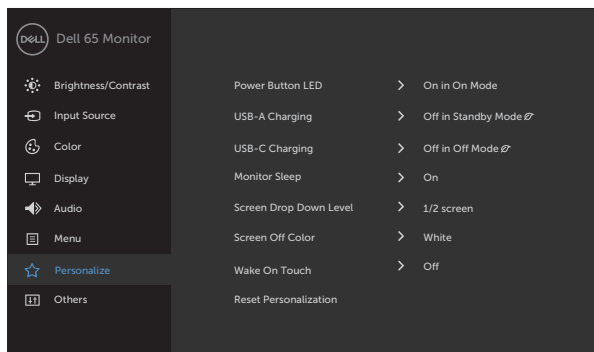 DELL Dell 65 Monitor
Brightness/Contrast
Input Source
Color
Display
Audio
Menu
Personalize
Others
Power Button LED > On in On Mode
USB-A Charging > Off in Standby Mode
USB-C Charging > Off in Off Mode
Monitor Sleep > On
Screen Drop Down Level > 1/2 screen
Screen Off Color > White
Wake On Touch > Off
Reset Personalization